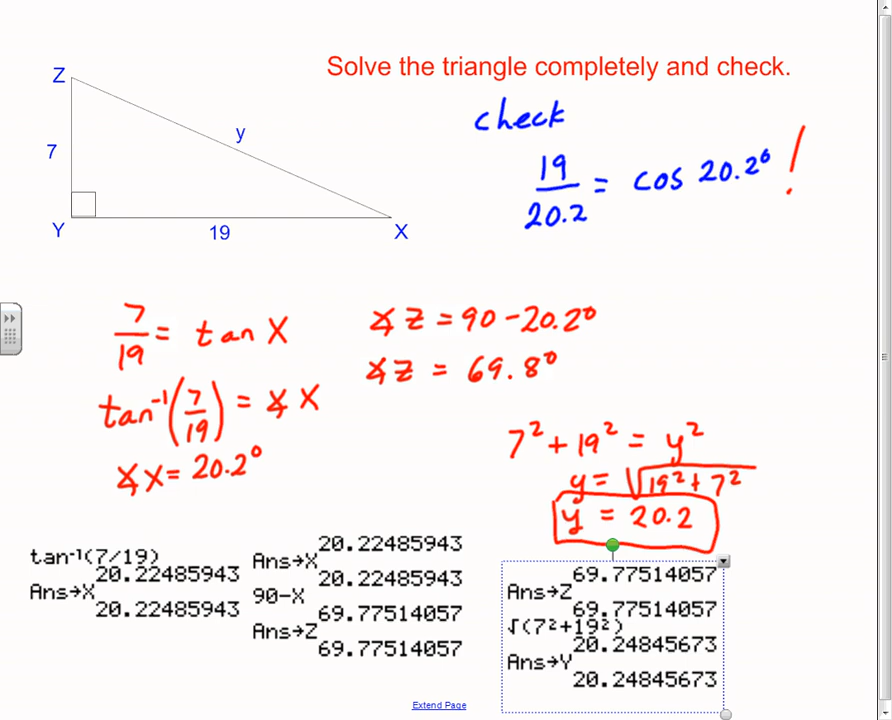 Solve the triangle completely and check.
Z
7
y
Y
19
X
check
19/20.2 = cos 20.2° !
7/19 = tan X
tan⁻¹(7/19) = ∡ X
∡X = 20.2°
∡Z = 90 - 20.2°
∡Z = 69.8°
7² + 19² = y²
y = √19² + 7²
y = 20.2
tan⁻¹(7/19)
20.22485943
Ans→X
20.22485943
20.22485943
Ans→X
20.22485943
90-X
69.77514057
Ans→Z
69.77514057
69.77514057
Ans→Z
69.77514057
√(7²+19²)
20.24845673
Ans→Y
20.24845673
Extend Page